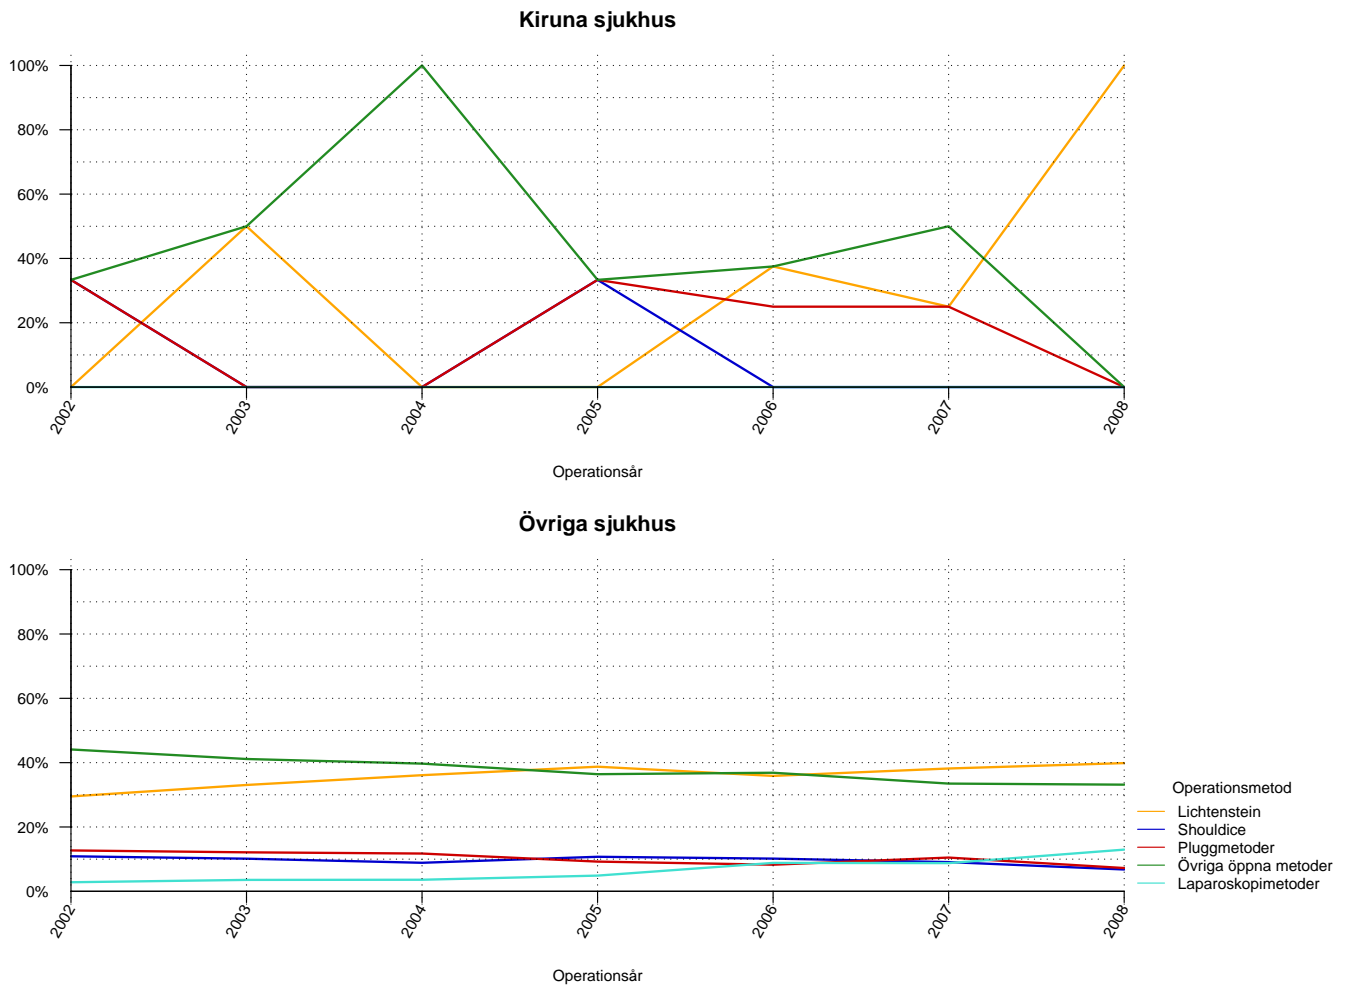 Kiruna sjukhus
100%
80%
60%
40%
20%
0%
2002
2003
2004
2005
2006
2007
2008
Operationsår
Övriga sjukhus
100%
80%
60%
40%
20%
0%
2002
2003
2004
2005
2006
2007
2008
Operationsår
Operationsmetod
Lichtenstein
Shouldice
Pluggmetoder
Övriga öppna metoder
Laparoskopimetoder